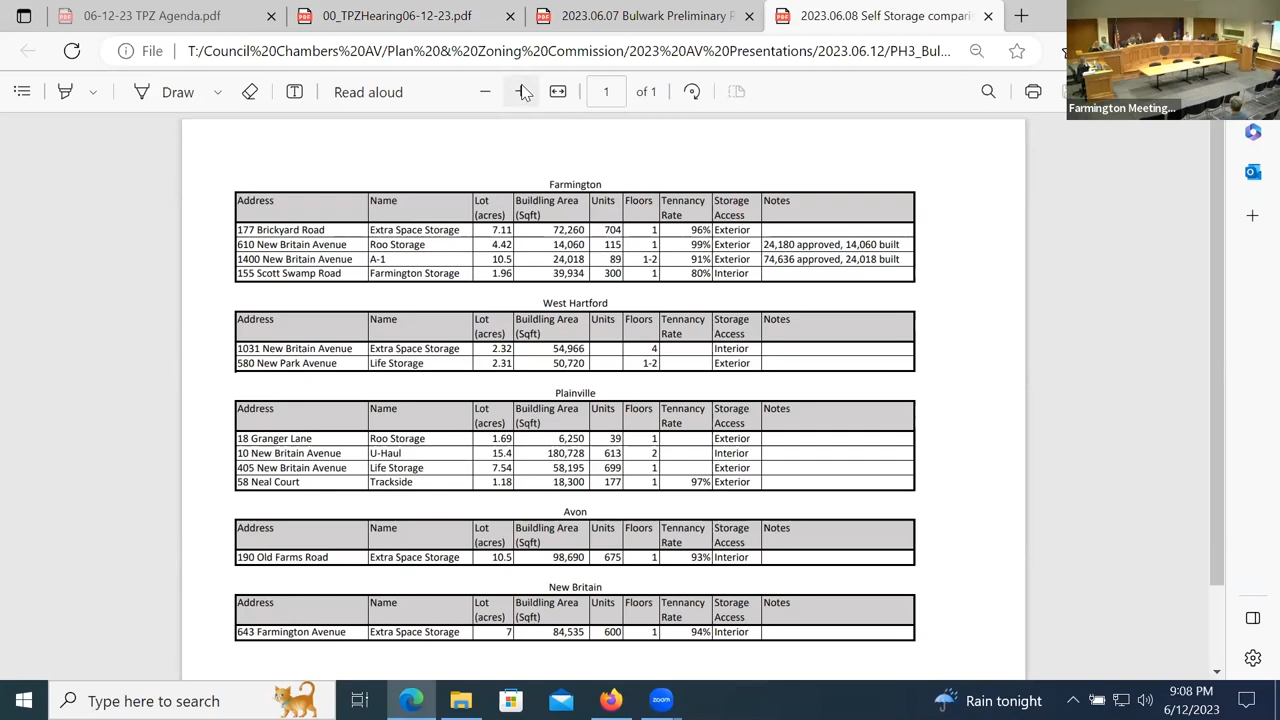 06-12-23 TPZ Agenda.pdf
00_TPZHearing06-12-23.pdf
2023.06.07 Bulwark Preliminary P
2023.06.08 Self Storage compari
File T:/Council%20Chambers%20AV/Plan%20&%20Zoning%20Commission/2023%20AV%20Presentations/2023.06.12/PH3_Bul...
Draw Read aloud 1 of 1
Farmington Meeting...
Farmington
Address Name Lot (acres) Buildling Area (Sqft) Units Floors Tennancy Rate Storage Access Notes
177 Brickyard Road Extra Space Storage 7.11 72,260 704 1 96% Exterior
610 New Britain Avenue Roo Storage 4.42 14,060 115 1 99% Exterior 24,180 approved, 14,060 built
1400 New Britain Avenue A-1 10.5 24,018 89 1-2 91% Exterior 74,636 approved, 24,018 built
155 Scott Swamp Road Farmington Storage 1.96 39,934 300 1 80% Interior
West Hartford
Address Name Lot (acres) Buildling Area (Sqft) Units Floors Tennancy Rate Storage Access Notes
1031 New Britain Avenue Extra Space Storage 2.32 54,966 4 Interior
580 New Park Avenue Life Storage 2.31 50,720 1-2 Exterior
Plainville
Address Name Lot (acres) Buildling Area (Sqft) Units Floors Tennancy Rate Storage Access Notes
18 Granger Lane Roo Storage 1.69 6,250 39 1 Exterior
10 New Britain Avenue U-Haul 15.4 180,728 613 2 Interior
405 New Britain Avenue Life Storage 7.54 58,195 699 1 Exterior
58 Neal Court Trackside 1.18 18,300 177 1 97% Exterior
Avon
Address Name Lot (acres) Buildling Area (Sqft) Units Floors Tennancy Rate Storage Access Notes
190 Old Farms Road Extra Space Storage 10.5 98,690 675 1 93% Interior
New Britain
Address Name Lot (acres) Buildling Area (Sqft) Units Floors Tennancy Rate Storage Access Notes
643 Farmington Avenue Extra Space Storage 7 84,535 600 1 94% Interior
Type here to search
zoom
Rain tonight
9:08 PM
6/12/2023